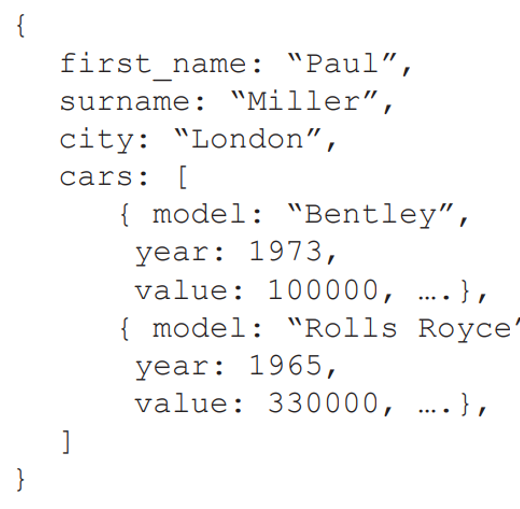 {
first_name: “Paul”,
surname: “Miller”,
city: “London”,
cars: [
{ model: “Bentley”,
year: 1973,
value: 100000, ….},
{ model: “Rolls Royce”
year: 1965,
value: 330000, ….},
]
}